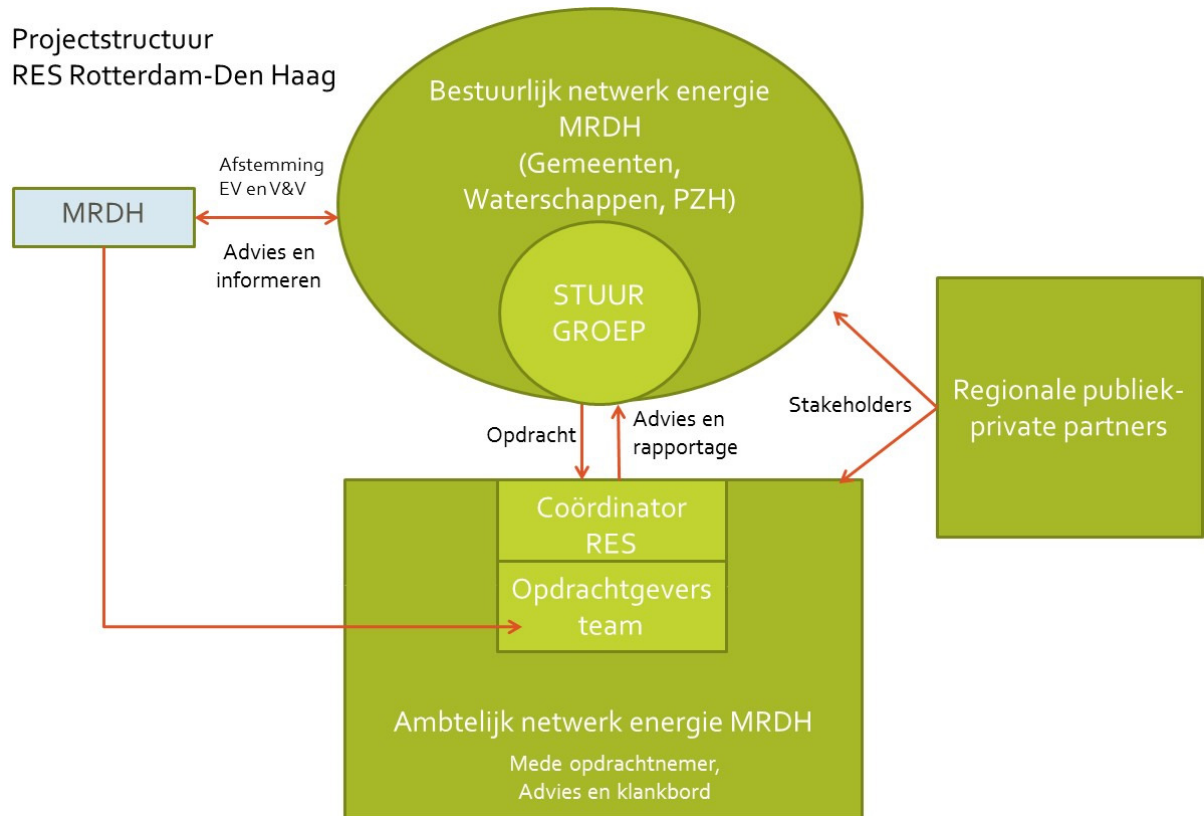 Projectstructuur
RES Rotterdam-Den Haag
Bestuurlijk netwerk energie
MRDH
(Gemeenten,
Waterschappen, PZH)
Afstemming
EV en V&V
MRDH
Advies en
informeren
STUUR
GROEP
Regionale publiek-
private partners
Stakeholders
Opdracht
Advies en
rapportage
Coördinator
RES
Opdrachtgevers
team
Ambtelijk netwerk energie MRDH
Mede opdrachtnemer,
Advies en klankbord